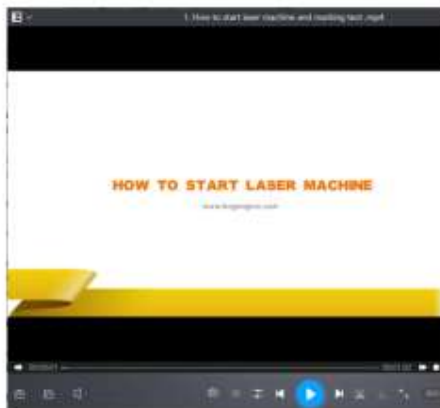 1. How to start laser machine and marking test .mp4
HOW TO START LASER MACHINE